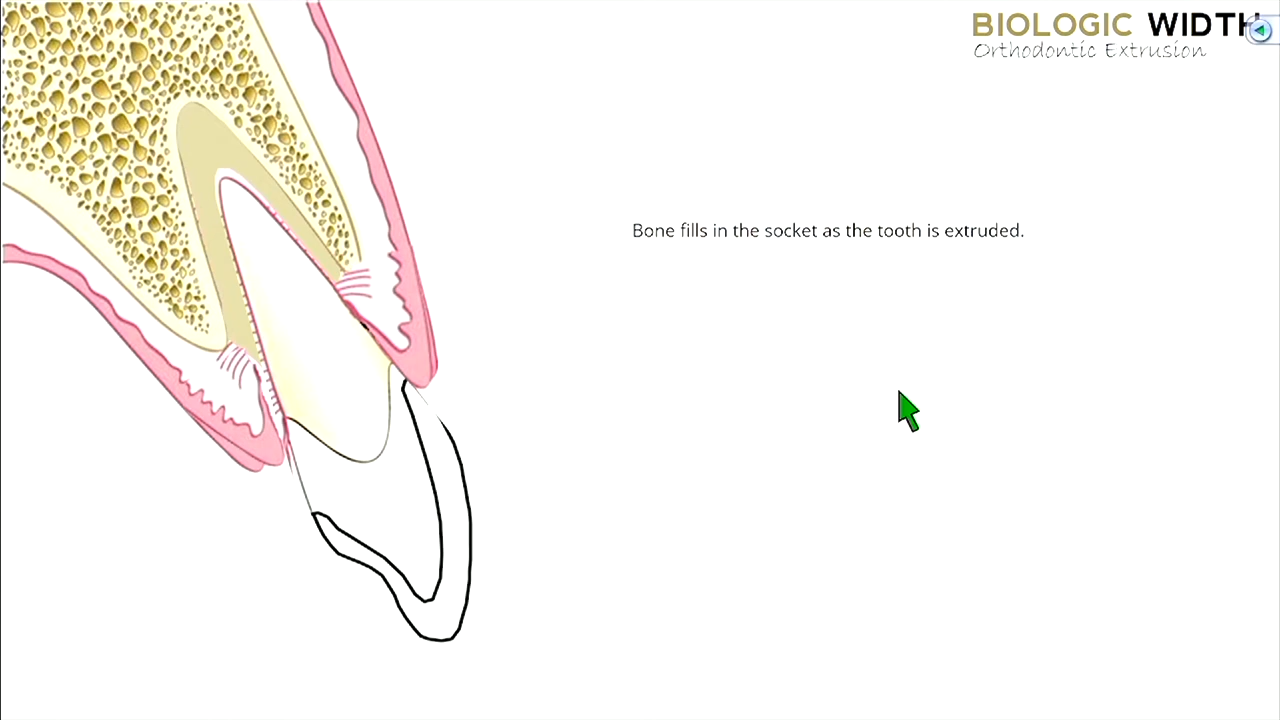 BIOLOGIC WIDTH
Orthodontic Extrusion
Bone fills in the socket as the tooth is extruded.